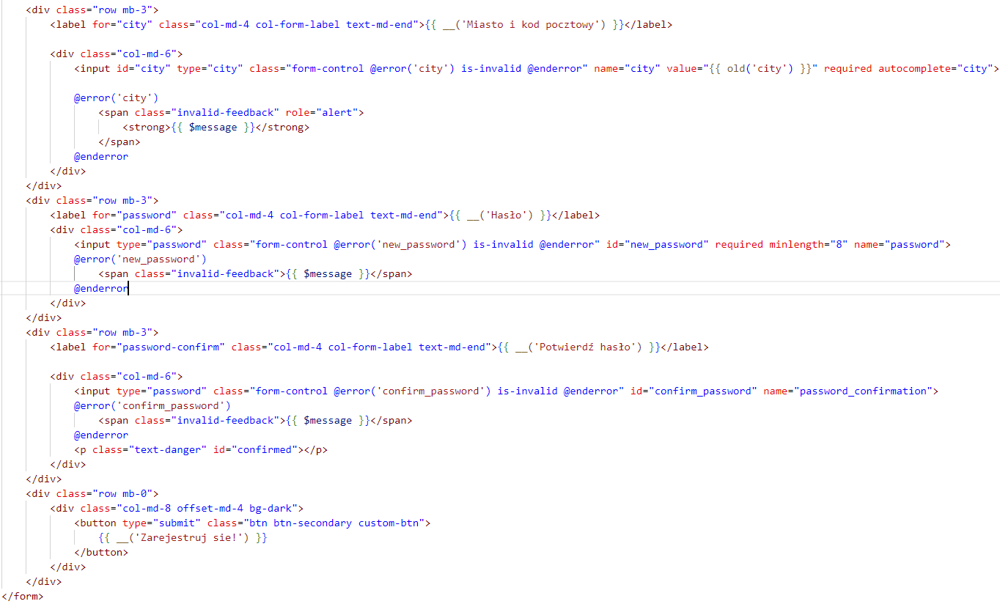 <div class="row mb-3">
<label for="city" class="col-md-4 col-form-label text-md-end">{{ __('Miasto i kod pocztowy') }}</label>
<div class="col-md-6">
<input id="city" type="city" class="form-control @error('city') is-invalid @enderror" name="city" value="{{ old('city') }}" required autocomplete="city">
@error('city')
<span class="invalid-feedback" role="alert">
<strong>{{ $message }}</strong>
</span>
@enderror
</div>
</div>
<div class="row mb-3">
<label for="password" class="col-md-4 col-form-label text-md-end">{{ __('Hasło') }}</label>
<div class="col-md-6">
<input type="password" class="form-control @error('new_password') is-invalid @enderror" id="new_password" required minlength="8" name="password">
@error('new_password')
<span class="invalid-feedback">{{ $message }}</span>
@enderror
</div>
</div>
<div class="row mb-3">
<label for="password-confirm" class="col-md-4 col-form-label text-md-end">{{ __('Potwierdź hasło') }}</label>
<div class="col-md-6">
<input type="password" class="form-control @error('confirm_password') is-invalid @enderror" id="confirm_password" name="password_confirmation">
@error('confirm_password')
<span class="invalid-feedback">{{ $message }}</span>
@enderror
<p class="text-danger" id="confirmed"></p>
</div>
</div>
<div class="row mb-0">
<div class="col-md-8 offset-md-4 bg-dark">
<button type="submit" class="btn btn-secondary custom-btn">
{{ __('Zarejestruj sie!') }}
</button>
</div>
</div>
</form>